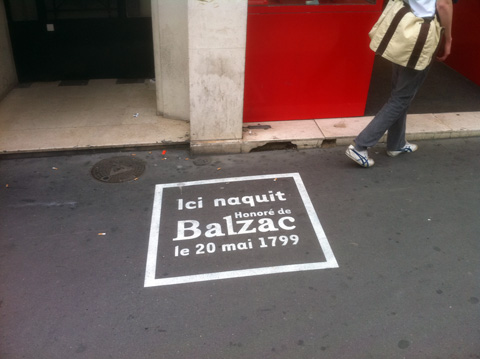 Ici naquit
Honoré de
Balzac
le 20 mai 1799